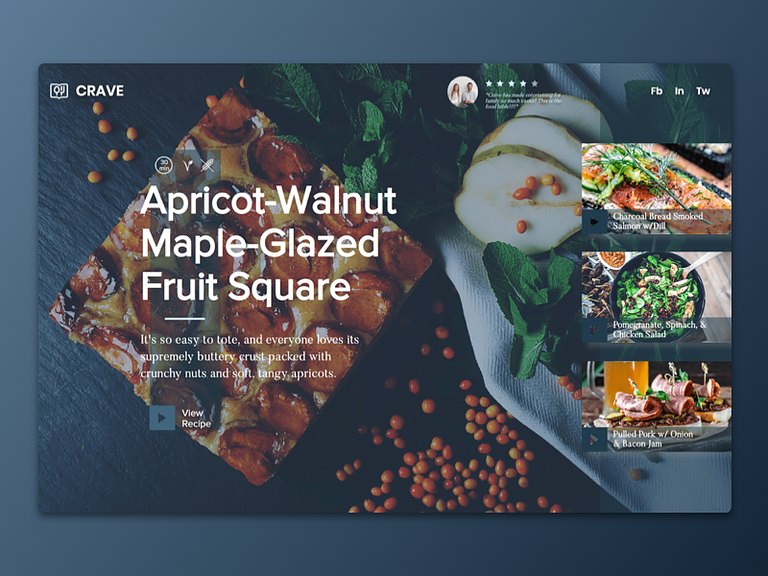 CRAVE
"Crave has made entertaining for
family so much easier! This is the
food bible!!!!"
Fb In Tw
30
min
Apricot-Walnut
Maple-Glazed
Fruit Square
It's so easy to tote, and everyone loves its
supremely buttery crust packed with
crunchy nuts and soft, tangy apricots.
View
Recipe
Charcoal Bread Smoked
Salmon w/Dill
Pomegranate, Spinach, &
Chicken Salad
Pulled Pork w/ Onion
& Bacon Jam